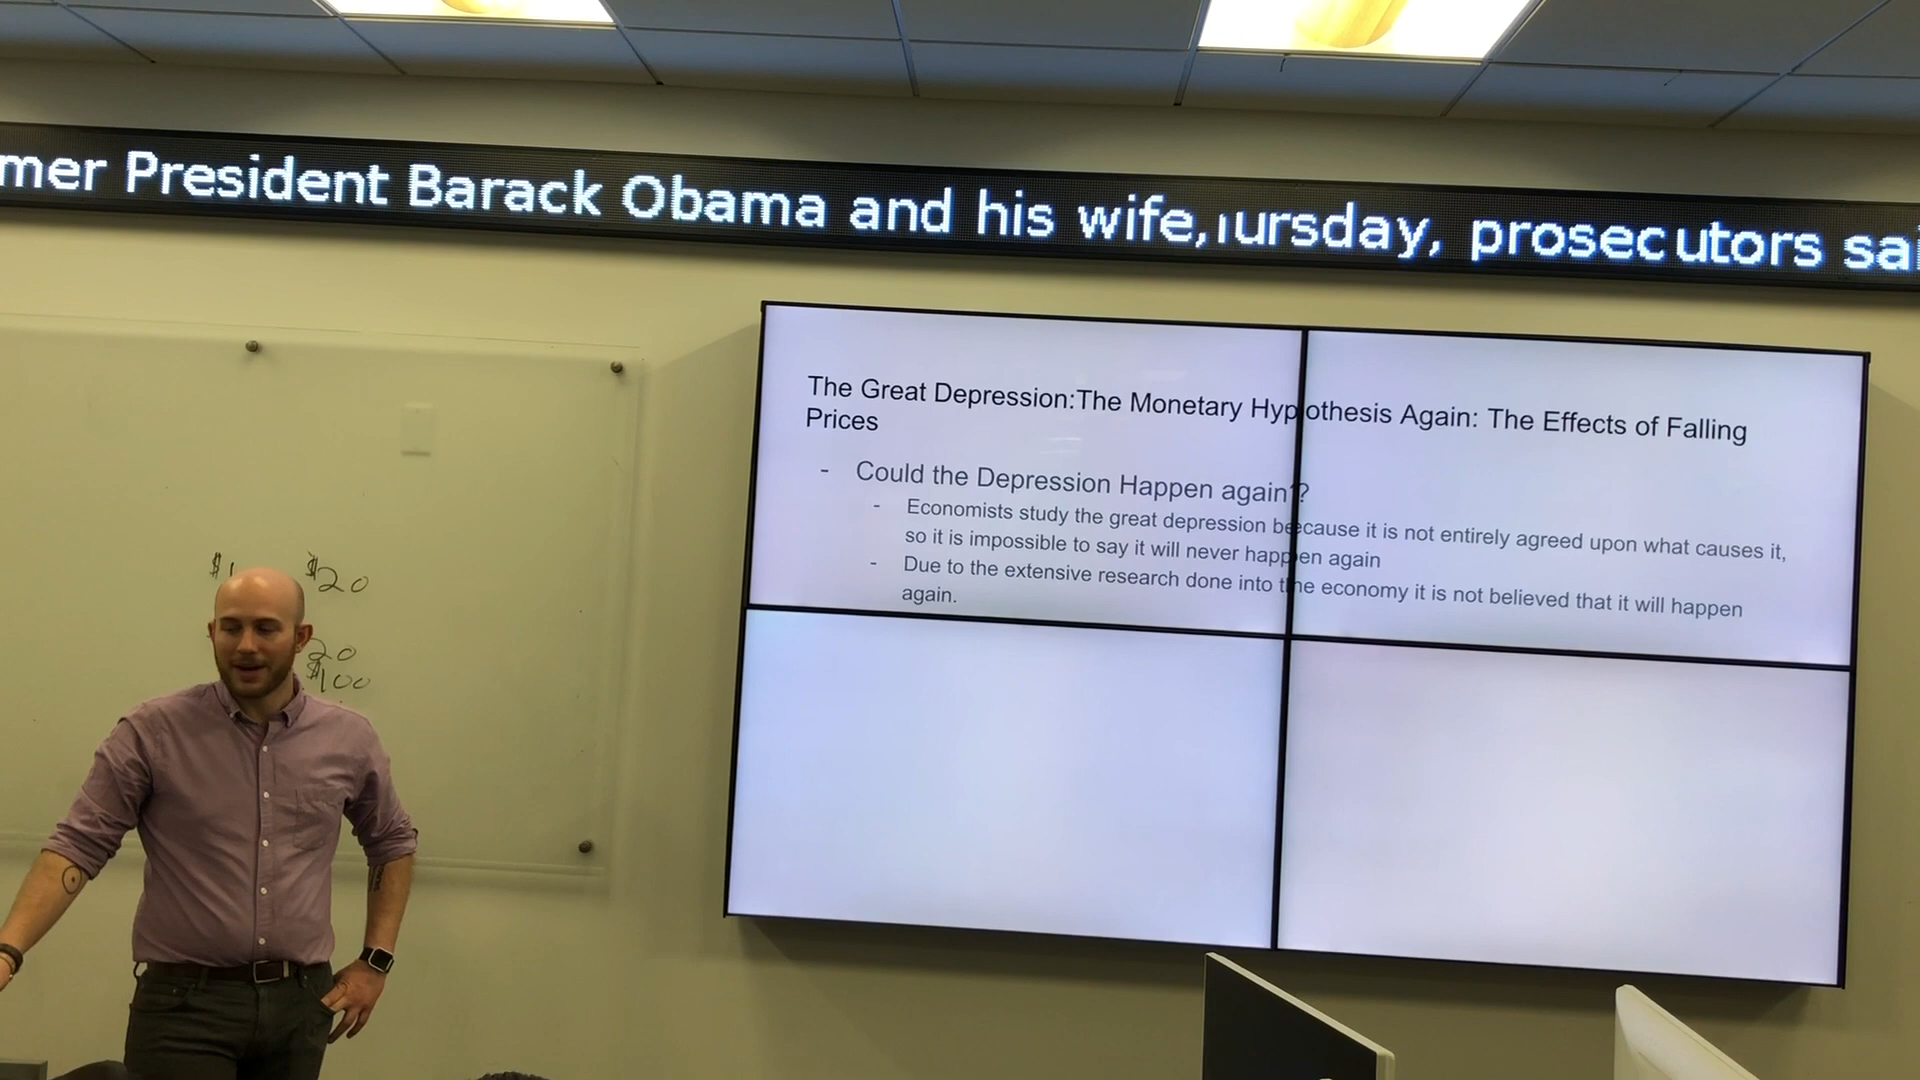 mer President Barack Obama and his wife, ursday, prosecutors sai
The Great Depression:The Monetary Hypothesis Again: The Effects of Falling
Prices
- Could the Depression Happen again?
- Economists study the great depression because it is not entirely agreed upon what causes it,
so it is impossible to say it will never happen again
- Due to the extensive research done into the economy it is not believed that it will happen
again.
$20
20
$100